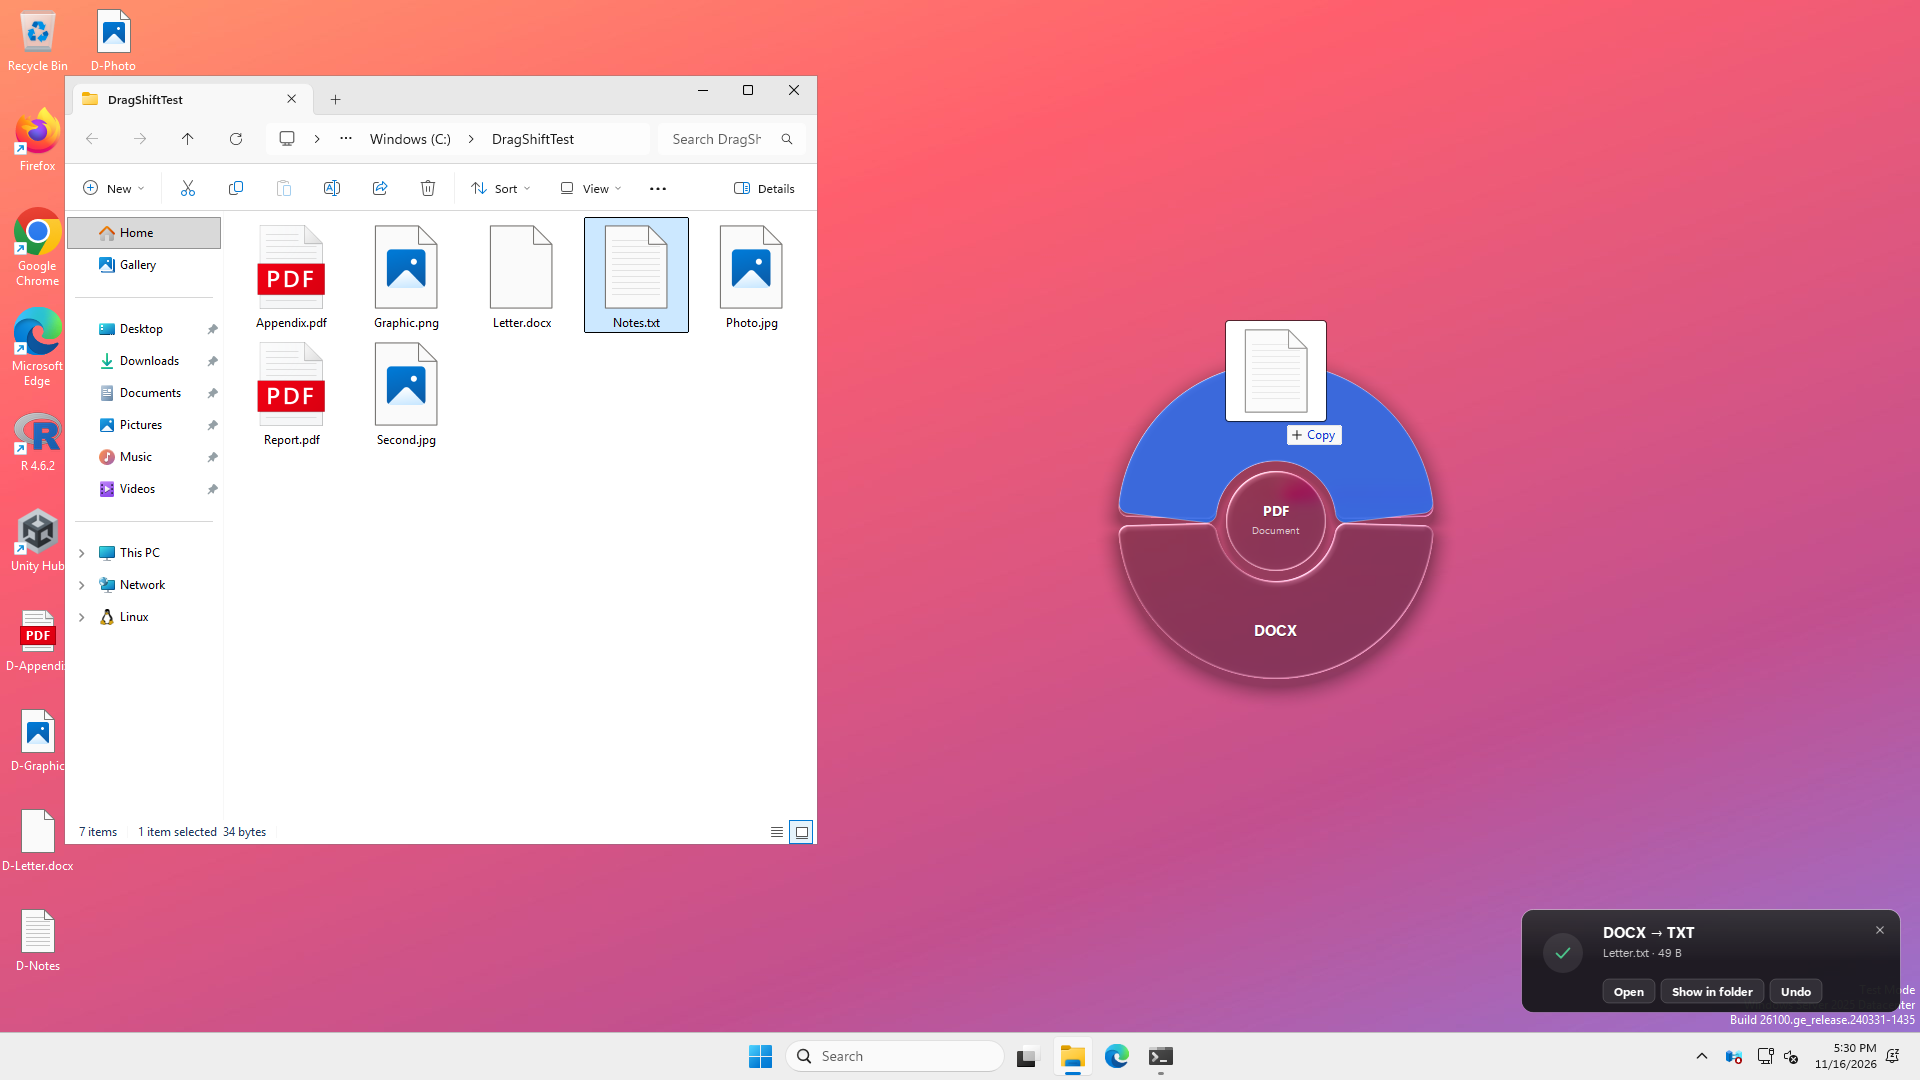 Recycle Bin
D-Photo
Firefox
Google
Chrome
Microsoft
Edge
R 4.6.2
Unity Hub
D-Appendi
D-Graphic
D-Letter.docx
D-Notes
DragShiftTest
Windows (C:)
DragShiftTest
Search DragSh
New
Sort
View
Details
Home
Gallery
Desktop
Downloads
Documents
Pictures
Music
Videos
This PC
Network
Linux
PDF
Appendix.pdf
Graphic.png
Letter.docx
Notes.txt
Photo.jpg
PDF
Report.pdf
Second.jpg
7 items
1 item selected 34 bytes
PDF
+ Copy
PDF
Document
DOCX
DOCX → TXT
Letter.txt · 49 B
Open
Show in folder
Undo
Build 26100.ge_release.240331-1435
Search
5:30 PM
11/16/2026